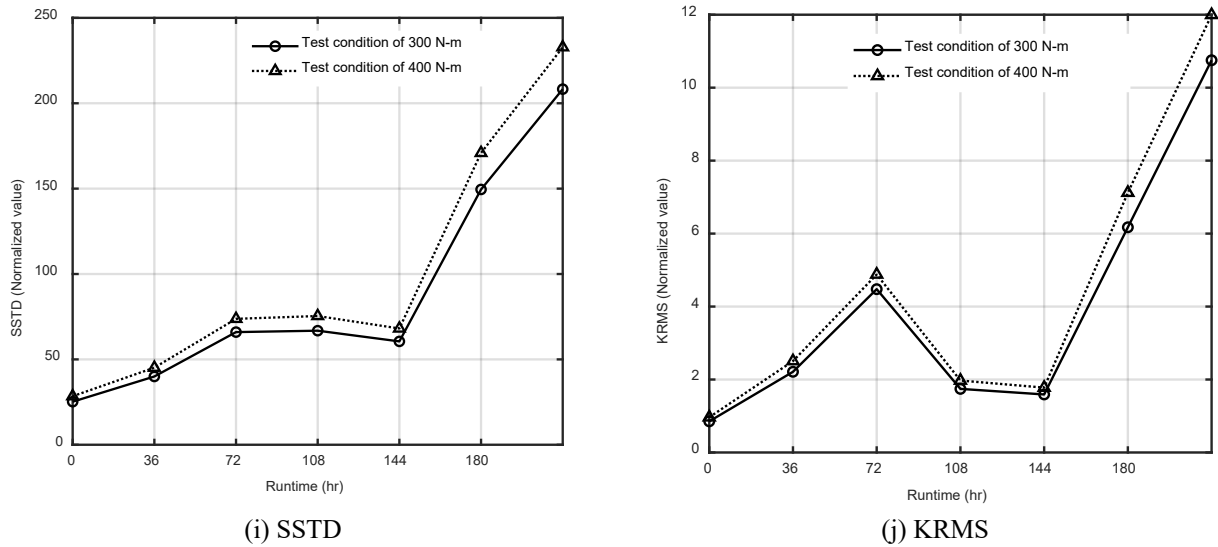 250
200
150
100
50
0
SSTD (Normalized value)
Test condition of 300 N-m
Test condition of 400 N-m
0 36 72 108 144 180
Runtime (hr)
(i) SSTD
12
10
8
6
4
2
0
KRMS (Normalized value)
Test condition of 300 N-m
Test condition of 400 N-m
0 36 72 108 144 180
Runtime (hr)
(j) KRMS